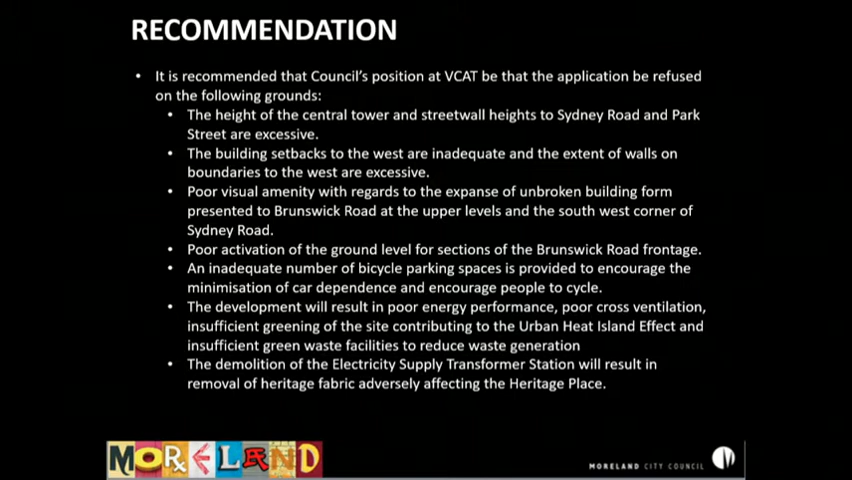 RECOMMENDATION
• It is recommended that Council's position at VCAT be that the application be refused
on the following grounds:
• The height of the central tower and streetwall heights to Sydney Road and Park
Street are excessive.
• The building setbacks to the west are inadequate and the extent of walls on
boundaries to the west are excessive.
• Poor visual amenity with regards to the expanse of unbroken building form
presented to Brunswick Road at the upper levels and the south west corner of
Sydney Road.
• Poor activation of the ground level for sections of the Brunswick Road frontage.
• An inadequate number of bicycle parking spaces is provided to encourage the
minimisation of car dependence and encourage people to cycle.
• The development will result in poor energy performance, poor cross ventilation,
insufficient greening of the site contributing to the Urban Heat Island Effect and
insufficient green waste facilities to reduce waste generation
• The demolition of the Electricity Supply Transformer Station will result in
removal of heritage fabric adversely affecting the Heritage Place.
MORELAND
MORELAND CITY COUNCIL